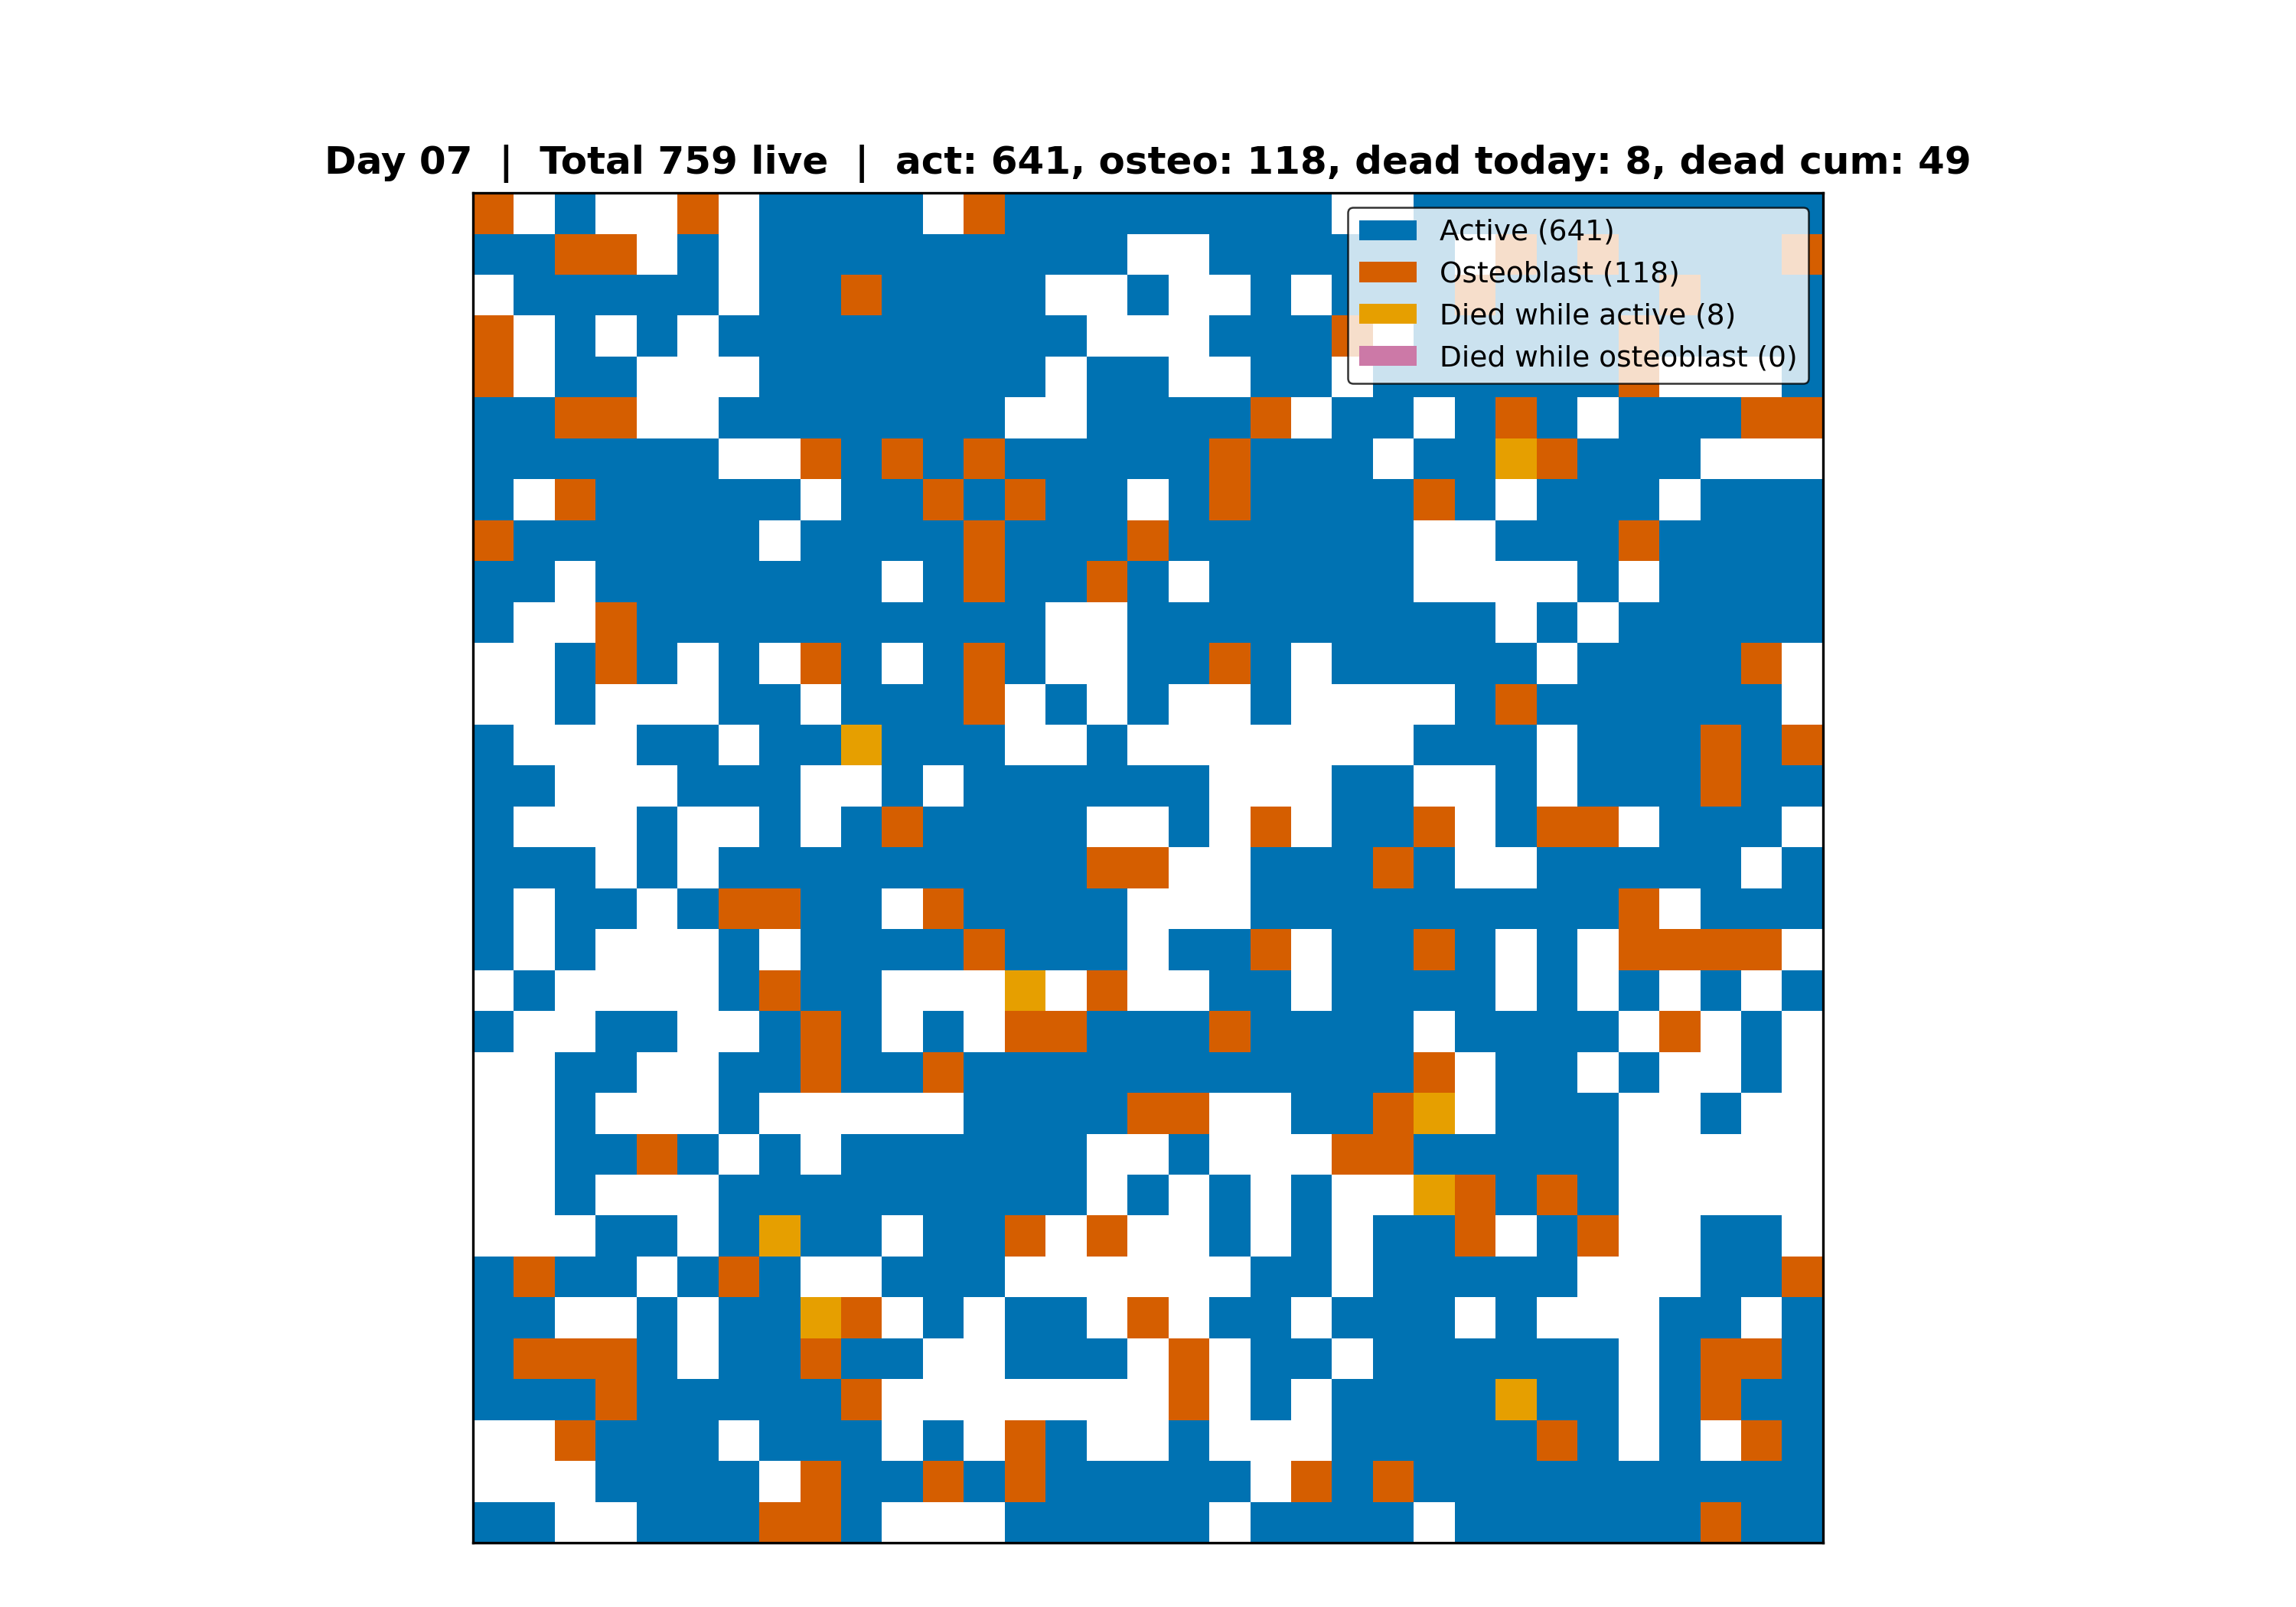 Day 07 | Total 759 live | act: 641, osteo: 118, dead today: 8, dead cum: 49
Active (641)
Osteoblast (118)
Died while active (8)
Died while osteoblast (0)